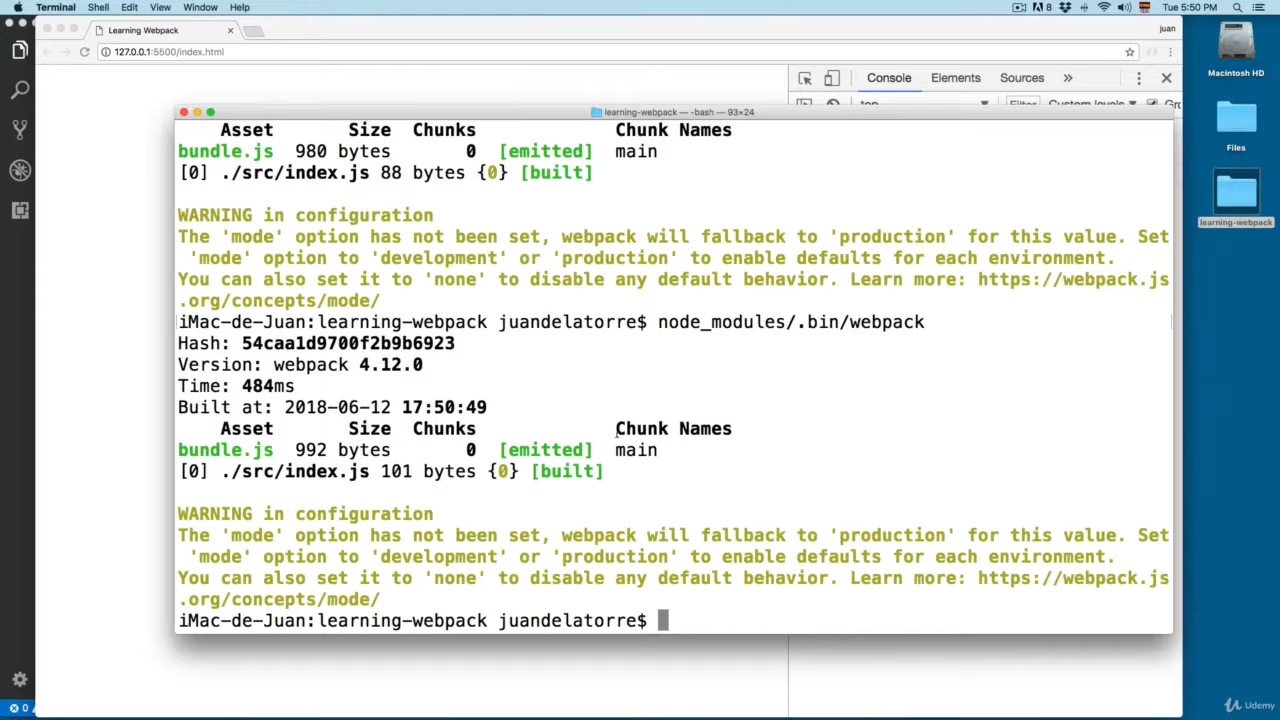 Terminal Shell Edit View Window Help
8 Tue 5:50 PM
Learning Webpack
juan
127.0.0.1:5500/index.html
Console Elements Sources »
top Filter Custom levels Gro
learning-webpack — -bash — 93×24
Asset Size Chunks Chunk Names
bundle.js 980 bytes 0 [emitted] main
[0] ./src/index.js 88 bytes {0} [built]
WARNING in configuration
The 'mode' option has not been set, webpack will fallback to 'production' for this value. Set
'mode' option to 'development' or 'production' to enable defaults for each environment.
You can also set it to 'none' to disable any default behavior. Learn more: https://webpack.js
.org/concepts/mode/
iMac-de-Juan:learning-webpack juandelatorre$ node_modules/.bin/webpack
Hash: 54caa1d9700f2b9b6923
Version: webpack 4.12.0
Time: 484ms
Built at: 2018-06-12 17:50:49
Asset Size Chunks Chunk Names
bundle.js 992 bytes 0 [emitted] main
[0] ./src/index.js 101 bytes {0} [built]
WARNING in configuration
The 'mode' option has not been set, webpack will fallback to 'production' for this value. Set
'mode' option to 'development' or 'production' to enable defaults for each environment.
You can also set it to 'none' to disable any default behavior. Learn more: https://webpack.js
.org/concepts/mode/
iMac-de-Juan:learning-webpack juandelatorre$
Macintosh HD
Files
learning-webpack
0
Udemy